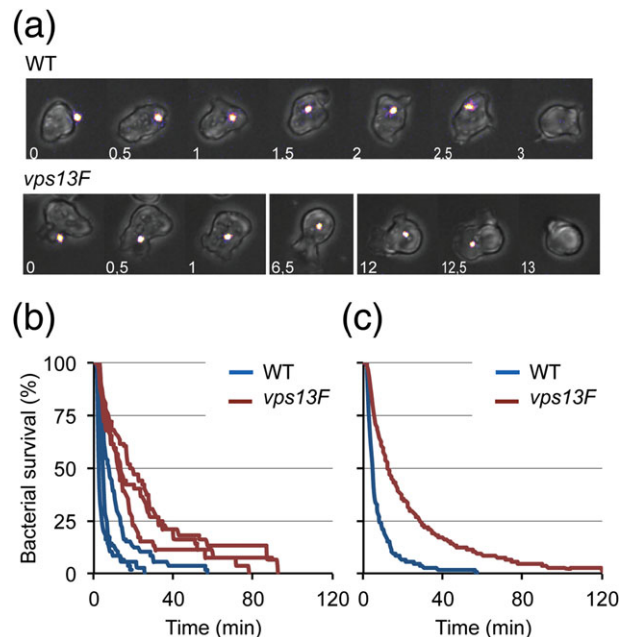 (a)
WT
0 0,5 1 1,5 2 2,5 3
vps13F
0 0,5 1 6,5 12 12,5 13
(b) (c)
Bacterial survival (%)
100
75
50
25
0
WT
vps13F
WT
vps13F
0 40 80 120 0 40 80 120
Time (min) Time (min)